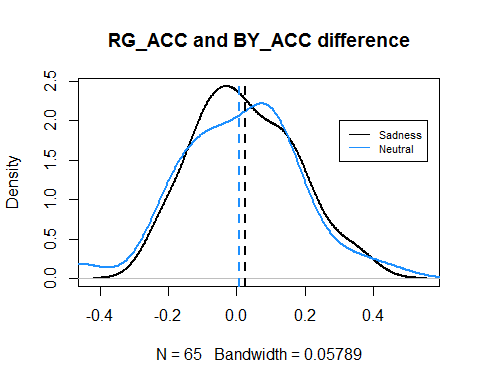 RG_ACC and BY_ACC difference
Density
2.5
2.0
1.5
1.0
0.5
0.0
Sadness
Neutral
-0.4 -0.2 0.0 0.2 0.4
N = 65 Bandwidth = 0.05789